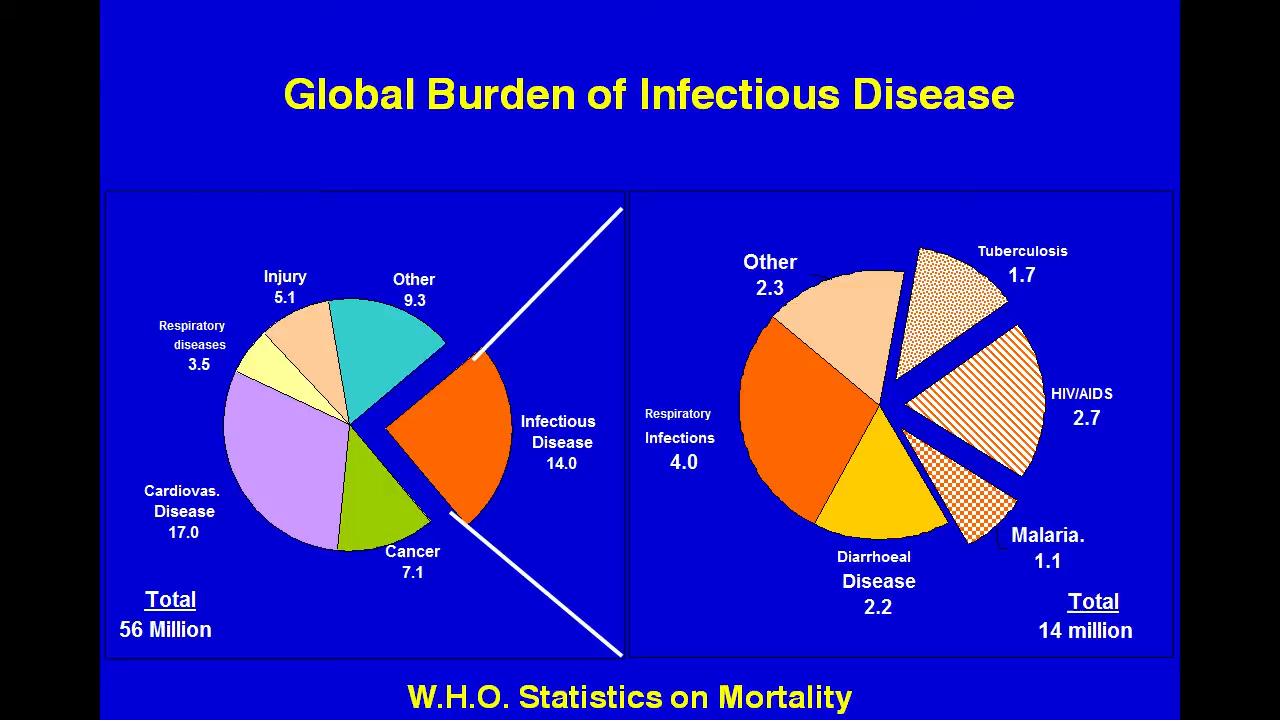 Global Burden of Infectious Disease
Injury
5.1
Other
9.3
Respiratory
diseases
3.5
Infectious
Disease
14.0
Cardiovas.
Disease
17.0
Cancer
7.1
Total
56 Million
Other
2.3
Tuberculosis
1.7
HIV/AIDS
2.7
Respiratory
Infections
4.0
Malaria.
1.1
Diarrhoeal
Disease
2.2
Total
14 million
W.H.O. Statistics on Mortality